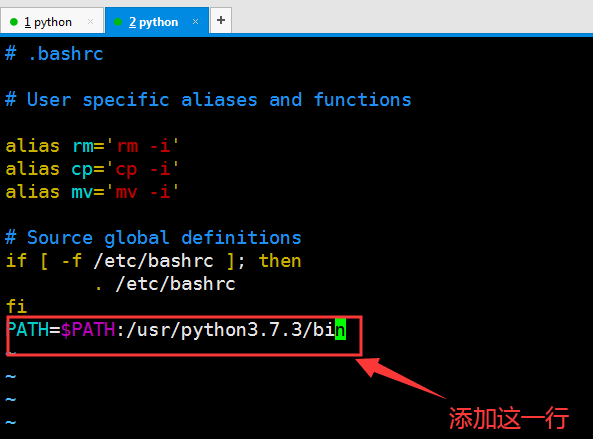 1 python ×
2 python ×
+
# .bashrc
# User specific aliases and functions
alias rm='rm -i'
alias cp='cp -i'
alias mv='mv -i'
# Source global definitions
if [ -f /etc/bashrc ]; then
. /etc/bashrc
fi
PATH=$PATH:/usr/python3.7.3/bin
~
~
~
~
添加这一行